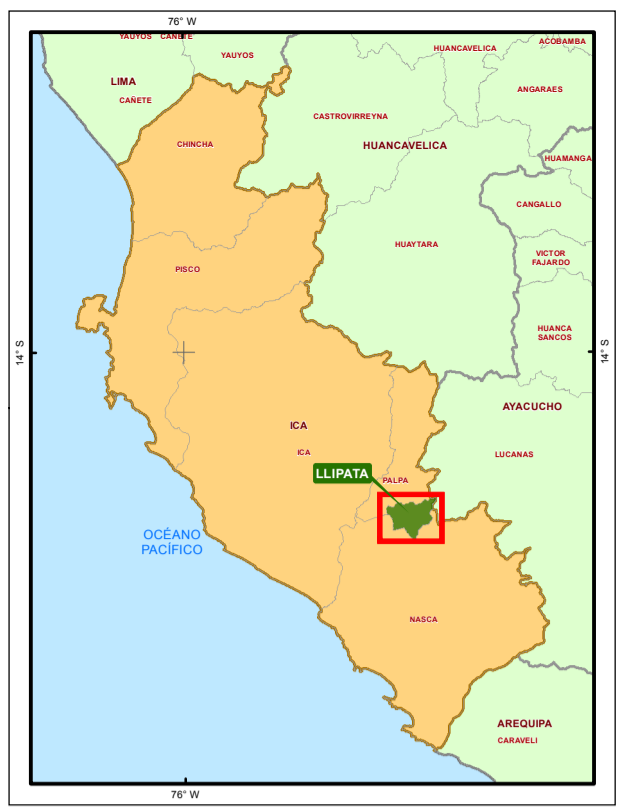 76° W
YAUYOS
CAÑETE
YAUYOS
HUANCAVELICA
ACOBAMBA
LIMA
CAÑETE
ANGARAES
CASTROVIRREYNA
CHINCHA
HUANCAVELICA
HUAMANGA
CANGALLO
HUAYTARA
VICTOR
FAJARDO
PISCO
HUANCA
SANCOS
14° S
14° S
AYACUCHO
ICA
ICA
LUCANAS
LLIPATA
PALPA
OCÉANO
PACÍFICO
NASCA
AREQUIPA
CARAVELI
76° W